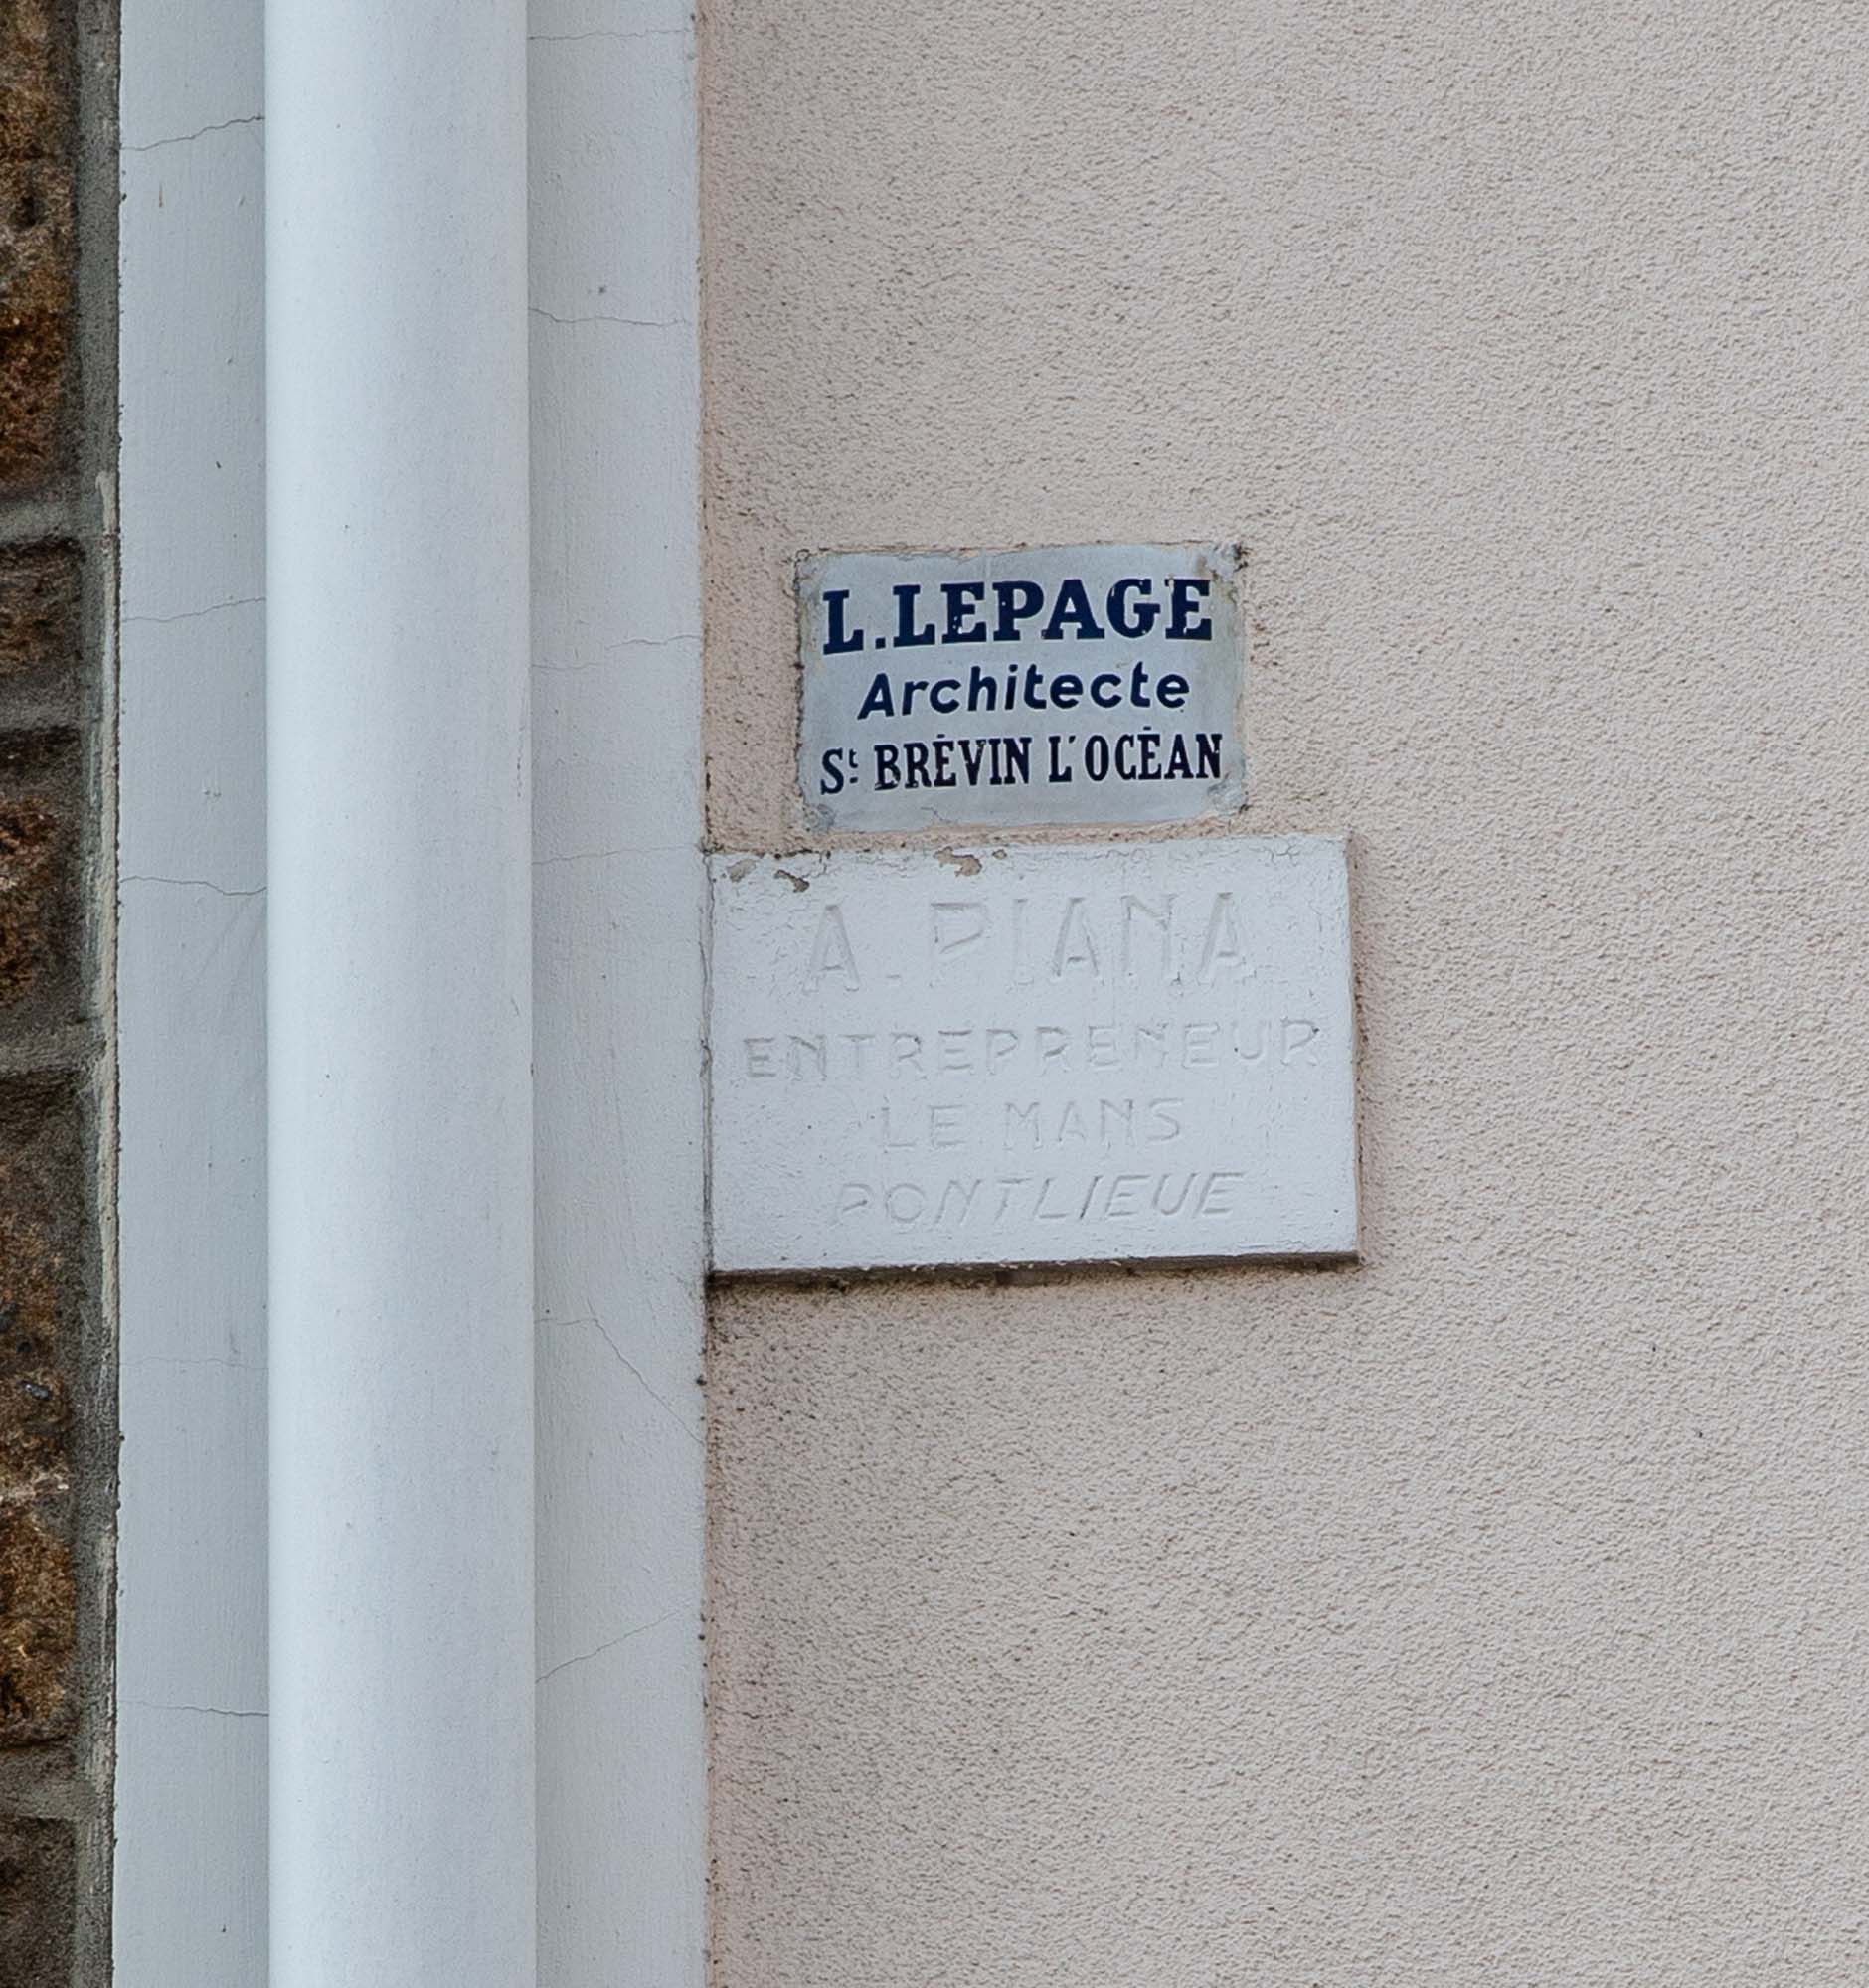 L.LEPAGE
Architecte
St BRÉVIN L'OCÉAN
A. PIANA
ENTREPRENEUR
LE MANS
PONTLIEUE